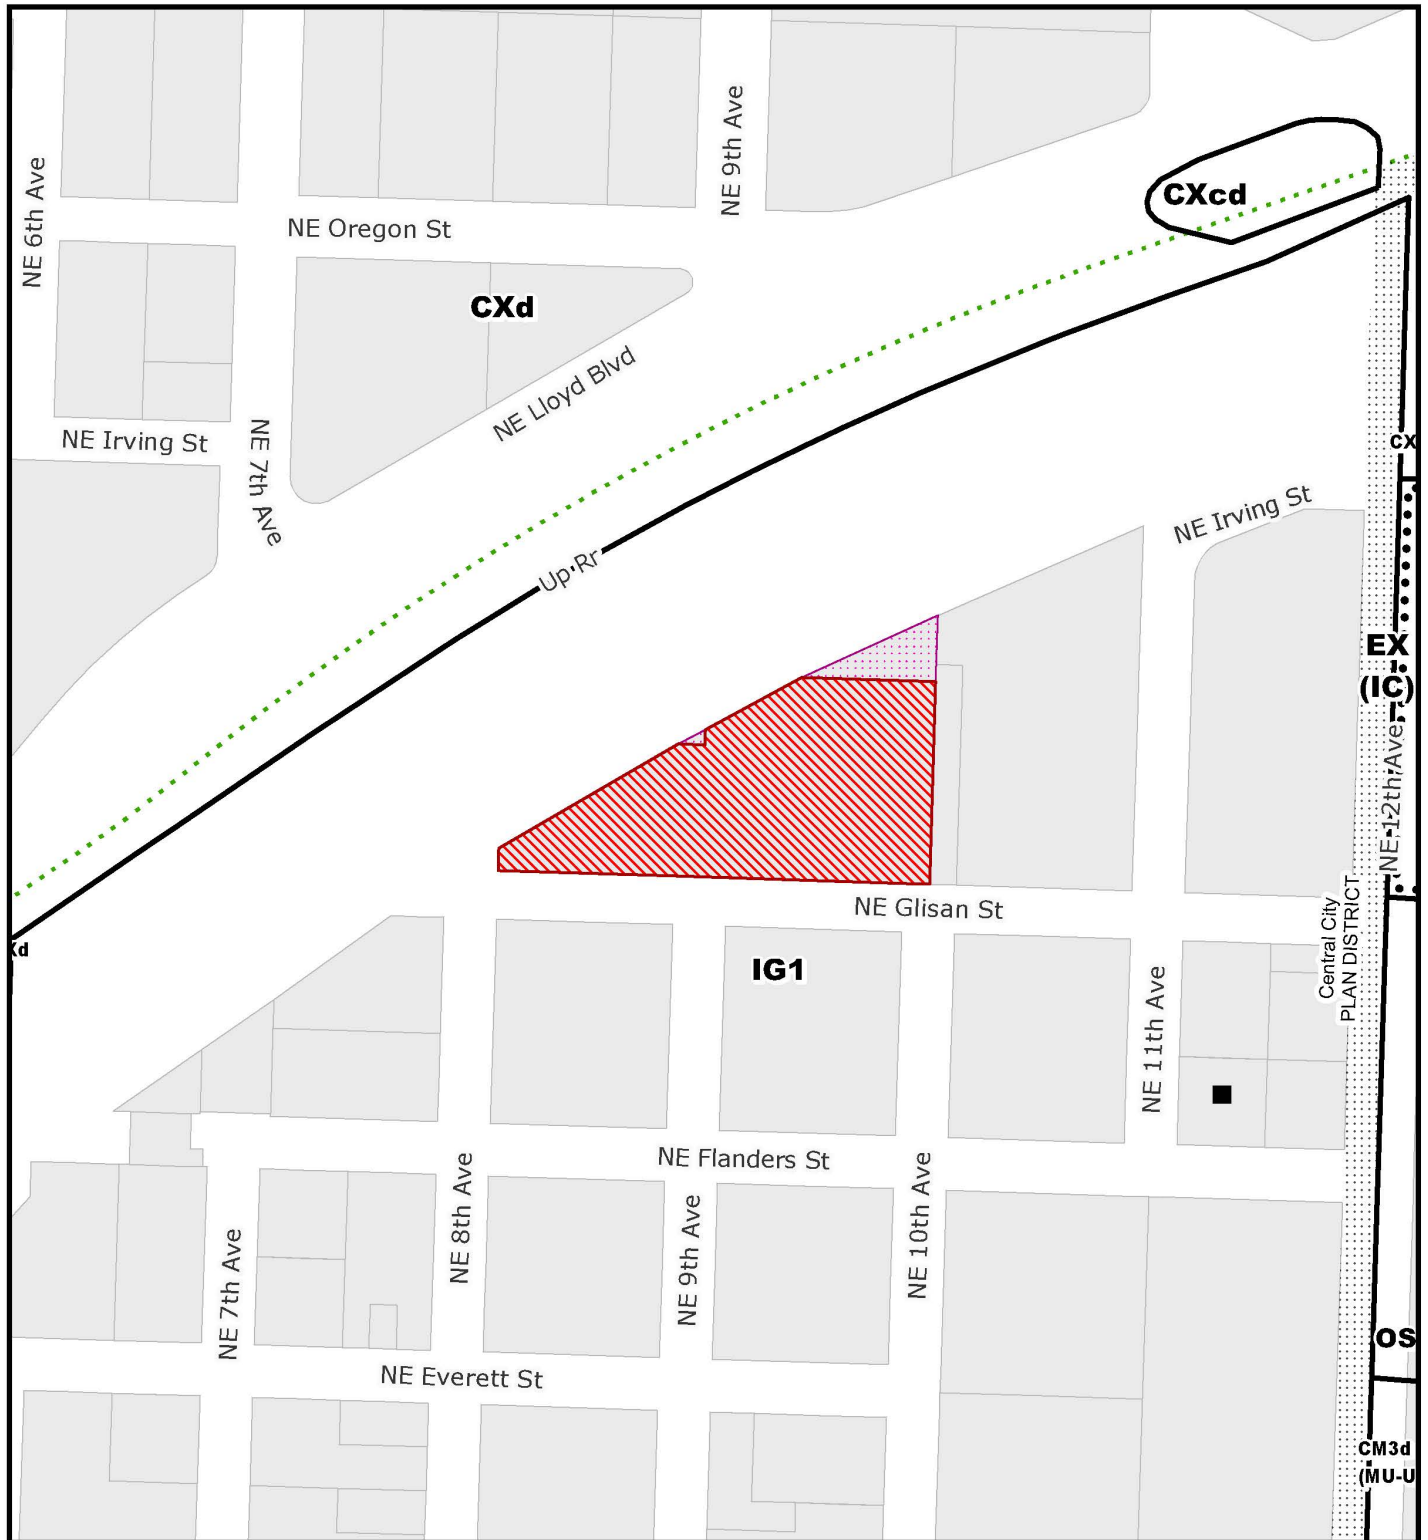 NE 6th Ave
NE 9th Ave
CXcd
NE Oregon St
CXd
NE Lloyd Blvd
NE Irving St
NE 7th Ave
CX
NE Irving St
Up Rr
EX
(IC)
NE 12th Ave
NE Glisan St
Xd
IG1
Central City
PLAN DISTRICT
NE 11th Ave
NE Flanders St
NE 8th Ave
NE 10th Ave
NE 9th Ave
NE 7th Ave
OS
NE Everett St
CM3d
(MU-U